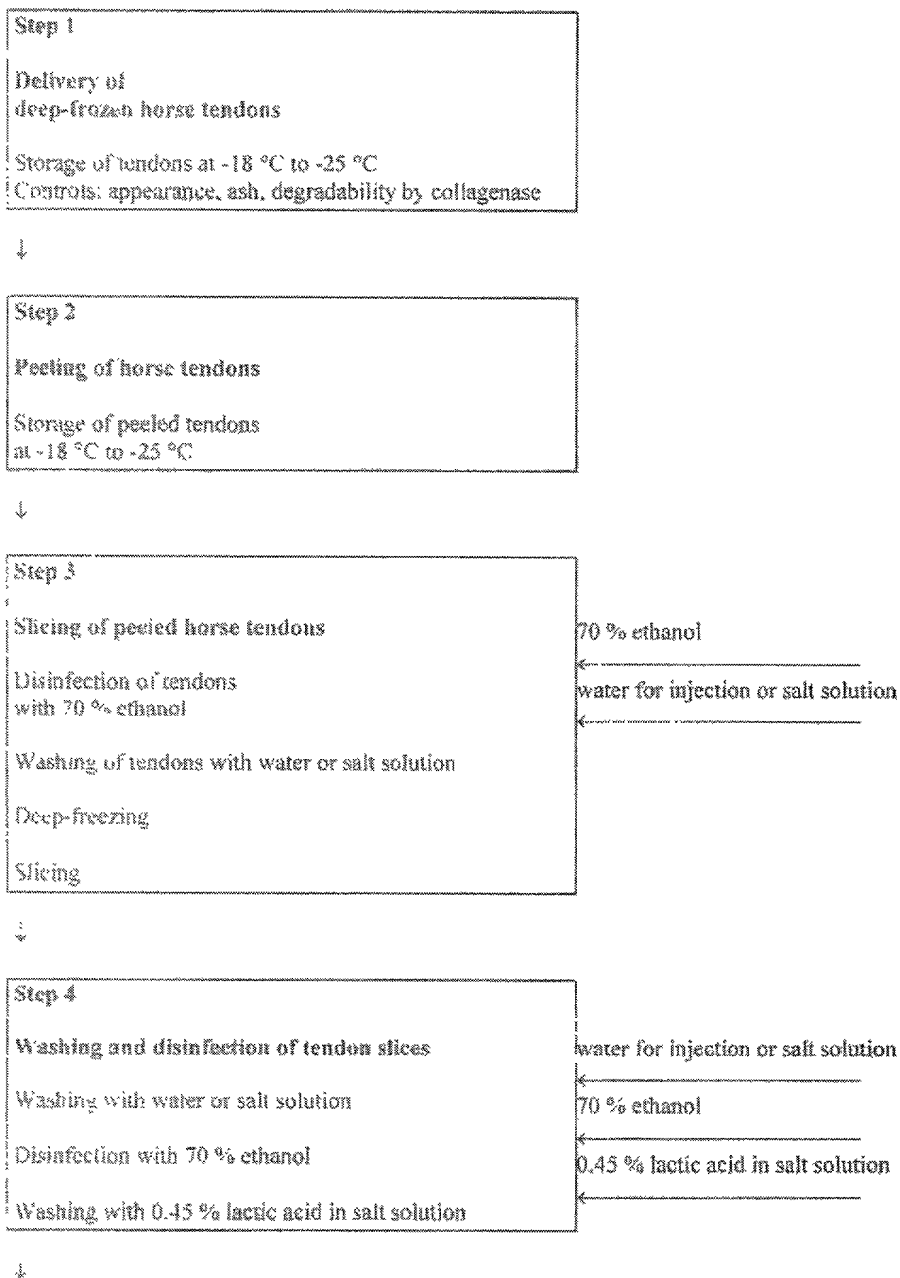 Step 1
Delivery of
deep-frozen horse tendons
Storage of tendons at -18 °C to -25 °C
Controls: appearance, ash, degradability by collagenase
↓
Step 2
Peeling of horse tendons
Storage of peeled tendons
at -18 °C to -25 °C
↓
Step 3
Slicing of peeled horse tendons
70 % ethanol
Disinfection of tendons
with 70 % ethanol
water for injection or salt solution
Washing of tendons with water or salt solution
Deep-freezing
Slicing
↓
Step 4
Washing and disinfection of tendon slices
water for injection or salt solution
Washing with water or salt solution
70 % ethanol
Disinfection with 70 % ethanol
0.45 % lactic acid in salt solution
Washing with 0.45 % lactic acid in salt solution
↓